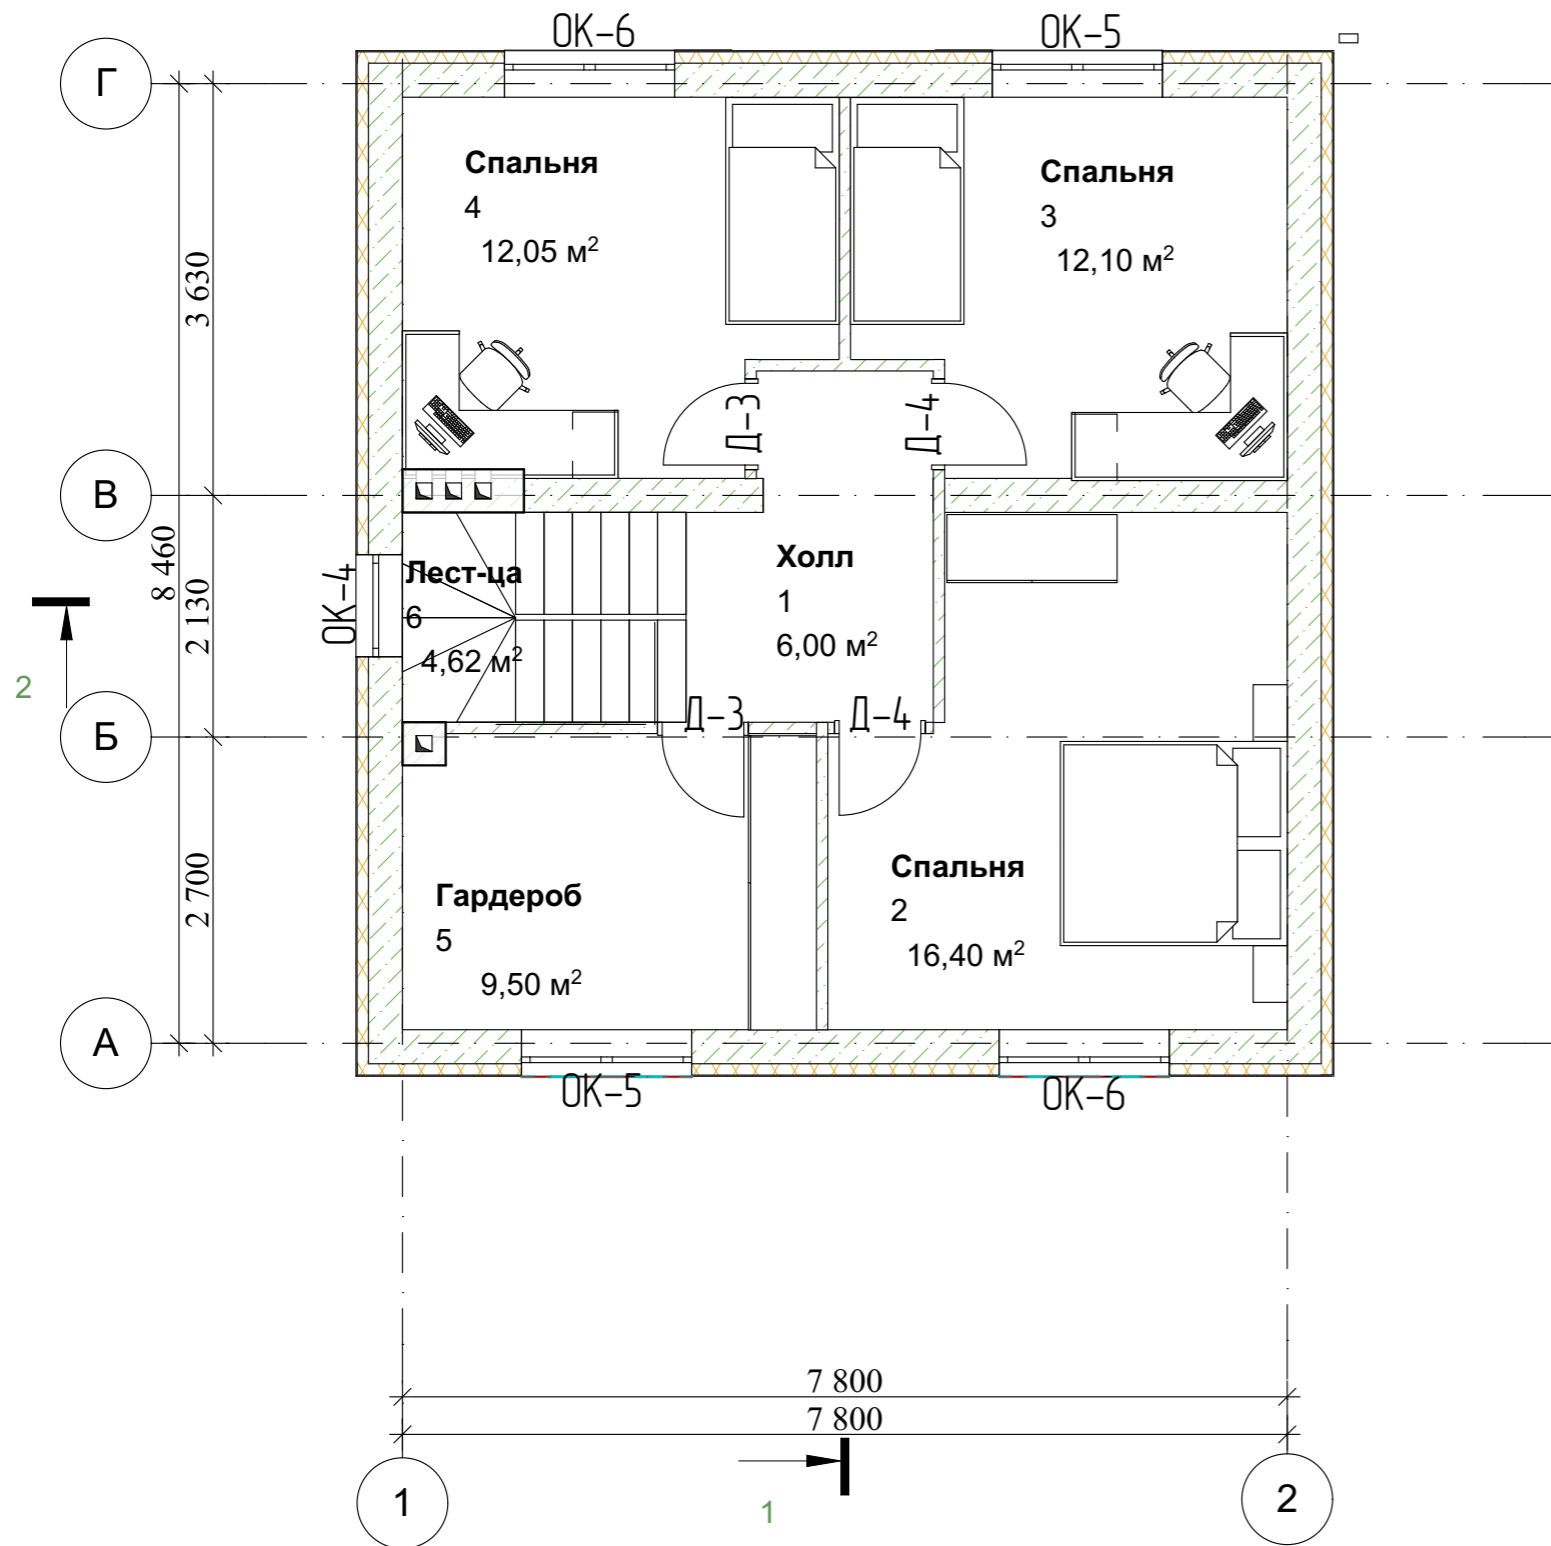 ОК-6
ОК-5
Г
Спальня
4
12,05 м²
Спальня
3
12,10 м²
3 630
Д-3
Д-4
В
8 460
2 130
ОК-4
Лест-ца
6
4,62 м²
Холл
1
6,00 м²
2
Б
Д-3
Д-4
2 700
Гардероб
5
9,50 м²
Спальня
2
16,40 м²
А
ОК-5
ОК-6
7 800
7 800
1
2
1